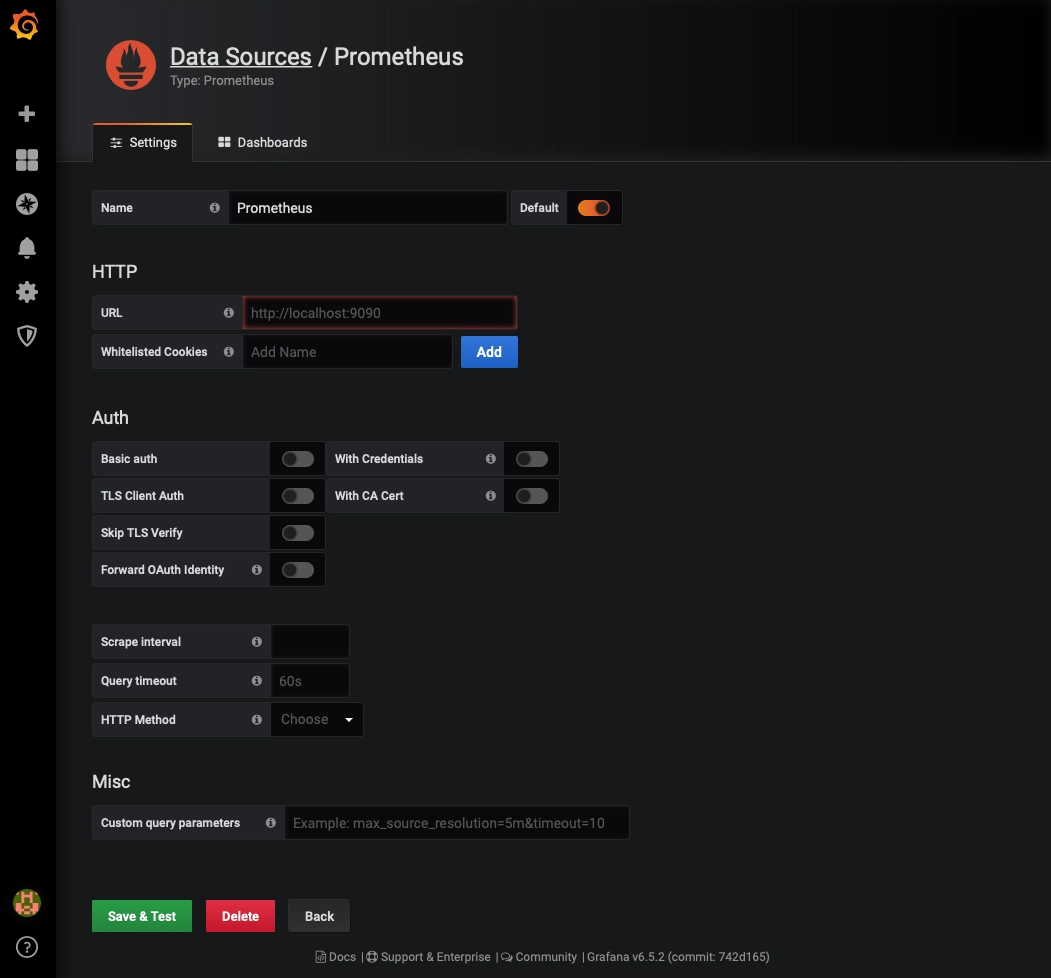 Data Sources / Prometheus
Type: Prometheus
Settings
Dashboards
Name
Prometheus
Default
HTTP
URL
http://localhost:9090
Whitelisted Cookies
Add Name
Add
Auth
Basic auth
With Credentials
TLS Client Auth
With CA Cert
Skip TLS Verify
Forward OAuth Identity
Scrape interval
Query timeout
60s
HTTP Method
Choose
Misc
Custom query parameters
Example: max_source_resolution=5m&timeout=10
Save & Test
Delete
Back
Docs | Support & Enterprise | Community | Grafana v6.5.2 (commit: 742d165)